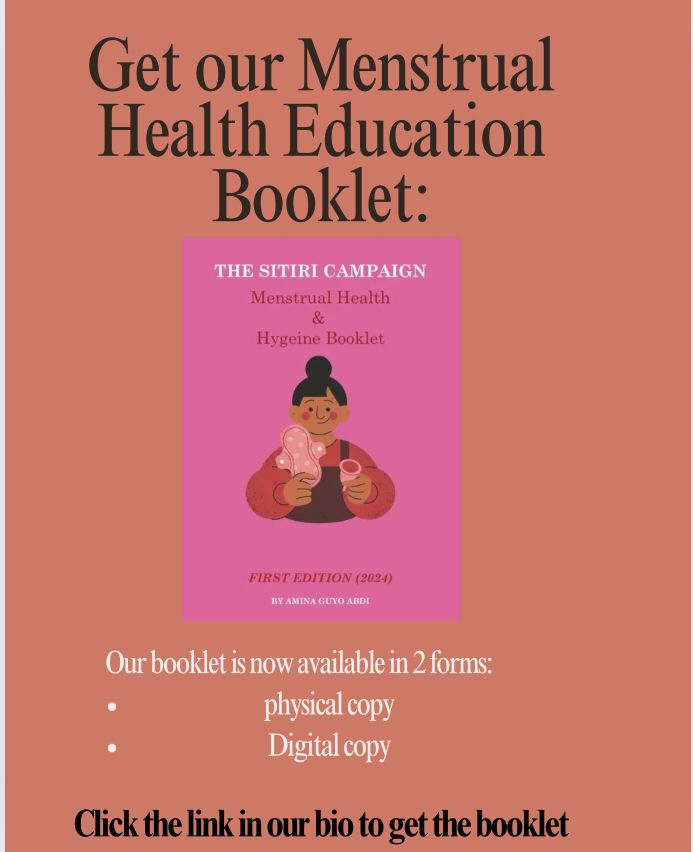 Get our Menstrual
Health Education
Booklet:
THE SITIRI CAMPAIGN
Menstrual Health
&
Hygeine Booklet
FIRST EDITION (2024)
BY AMINA GUYO ABDI
Our booklet is now available in 2 forms:
• physical copy
• Digital copy
Click the link in our bio to get the booklet